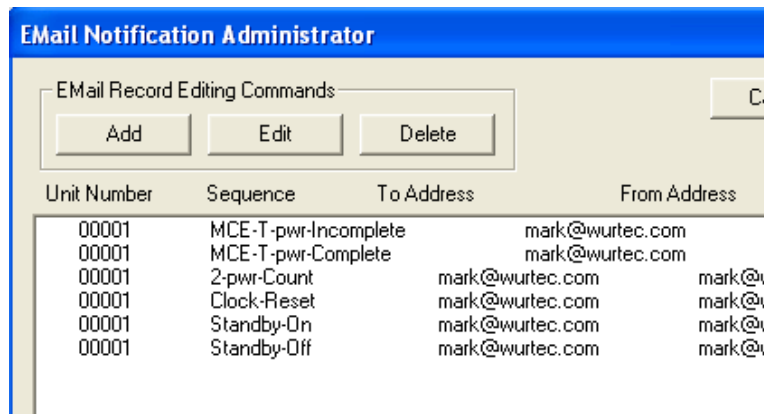 EMail Notification Administrator
EMail Record Editing Commands
Add Edit Delete
Unit Number Sequence To Address From Address
00001 MCE-T-pwr-Incomplete mark@wurtec.com
00001 MCE-T-pwr-Complete mark@wurtec.com
00001 2-pwr-Count mark@wurtec.com
00001 Clock-Reset mark@wurtec.com
00001 Standby-On mark@wurtec.com
00001 Standby-Off mark@wurtec.com